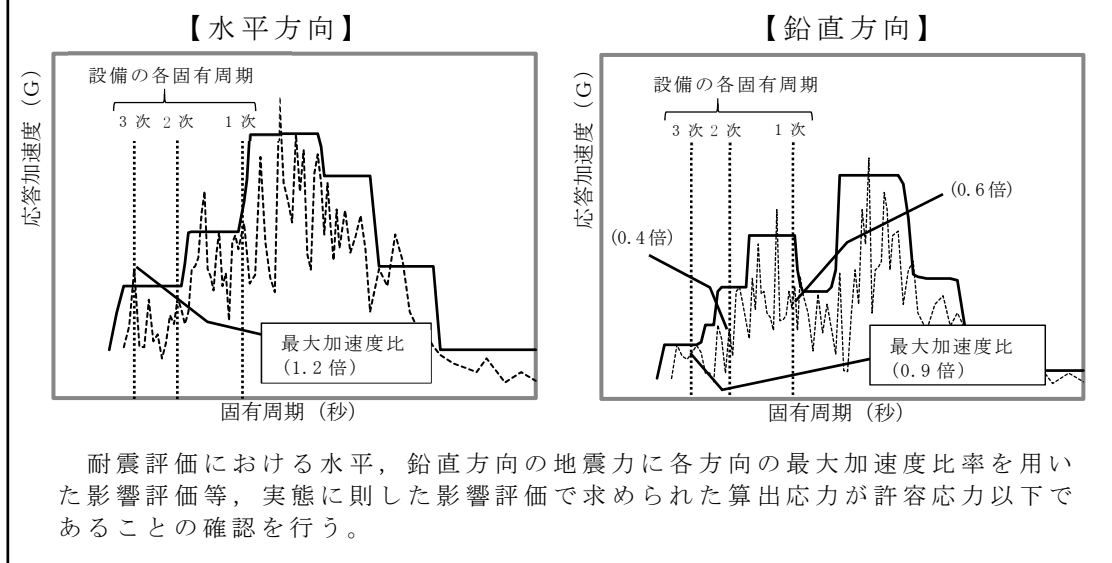 【水平方向】
応答加速度（G）
設備の各固有周期
3次 2次 1次
最大加速度比
(1.2倍)
固有周期（秒）
【鉛直方向】
応答加速度（G）
設備の各固有周期
3次 2次 1次
(0.6倍)
(0.4倍)
最大加速度比
(0.9倍)
固有周期（秒）
耐震評価における水平，鉛直方向の地震力に各方向の最大加速度比率を用い
た影響評価等，実態に則した影響評価で求められた算出応力が許容応力以下で
あることの確認を行う。